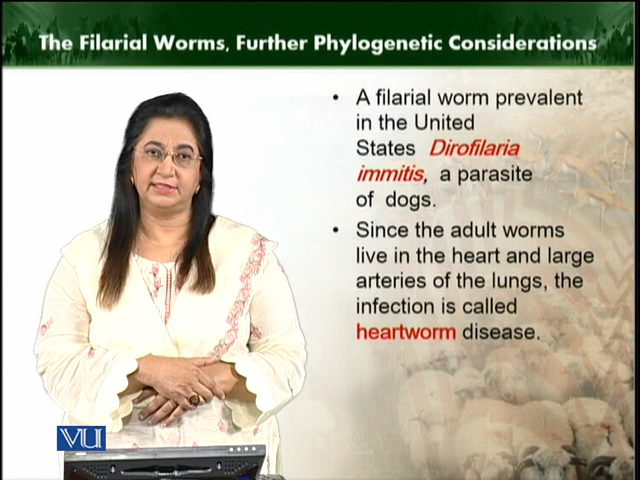 The Filarial Worms, Further Phylogenetic Considerations
• A filarial worm prevalent
in the United
States Dirofilaria
immitis, a parasite
of dogs.
• Since the adult worms
live in the heart and large
arteries of the lungs, the
infection is called
heartworm disease.
VU